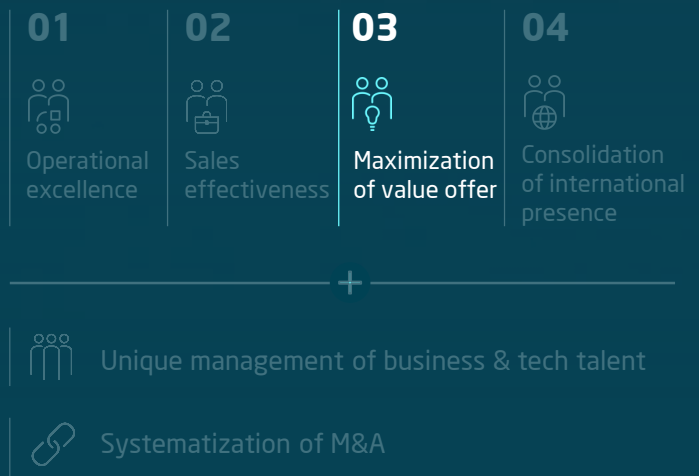 01
Operational
excellence
02
Sales
effectiveness
03
Maximization
of value offer
04
Consolidation
of international
presence
+
Unique management of business & tech talent
Systematization of M&A